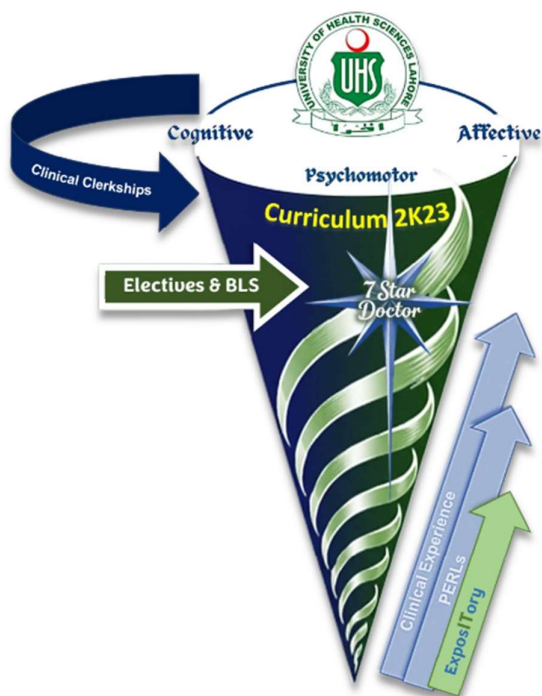 UNIVERSITY OF HEALTH SCIENCES LAHORE
UHS
اقرأ
Cognitive
Affective
Psychomotor
Clinical Clerkships
Curriculum 2K23
Electives & BLS
7 Star
Doctor
Clinical Experience
PERLs
ExposITory